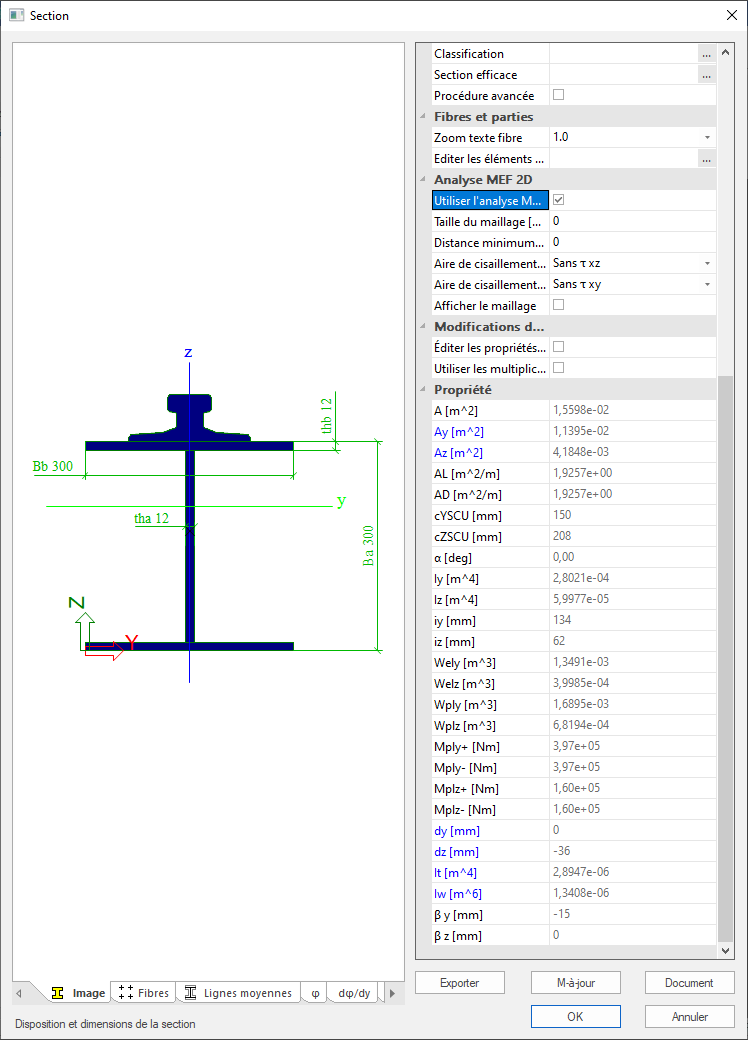 Section
z
thb 12
Bb 300
y
tha 12
Ba 300
Z
Y
Classification ...
Section efficace ...
Procédure avancée
Fibres et parties
Zoom texte fibre 1.0
Editer les éléments ... ...
Analyse MEF 2D
Utiliser l'analyse M...
Taille du maillage [... 0
Distance minimum... 0
Aire de cisaillement... Sans τ xz
Aire de cisaillement... Sans τ xy
Afficher le maillage
Modifications d...
Éditer les propriétés...
Utiliser les multiplic...
Propriété
A [m^2] 1,5598e-02
Ay [m^2] 1,1395e-02
Az [m^2] 4,1848e-03
AL [m^2/m] 1,9257e+00
AD [m^2/m] 1,9257e+00
cYSCU [mm] 150
cZSCU [mm] 208
α [deg] 0,00
Iy [m^4] 2,8021e-04
Iz [m^4] 5,9977e-05
iy [mm] 134
iz [mm] 62
Wely [m^3] 1,3491e-03
Welz [m^3] 3,9985e-04
Wply [m^3] 1,6895e-03
Wplz [m^3] 6,8194e-04
Mply+ [Nm] 3,97e+05
Mply- [Nm] 3,97e+05
Mplz+ [Nm] 1,60e+05
Mplz- [Nm] 1,60e+05
dy [mm] 0
dz [mm] -36
It [m^4] 2,8947e-06
Iw [m^6] 1,3408e-06
β y [mm] -15
β z [mm] 0
Image Fibres Lignes moyennes φ dφ/dy
Exporter M-à-jour Document
Disposition et dimensions de la section
OK Annuler